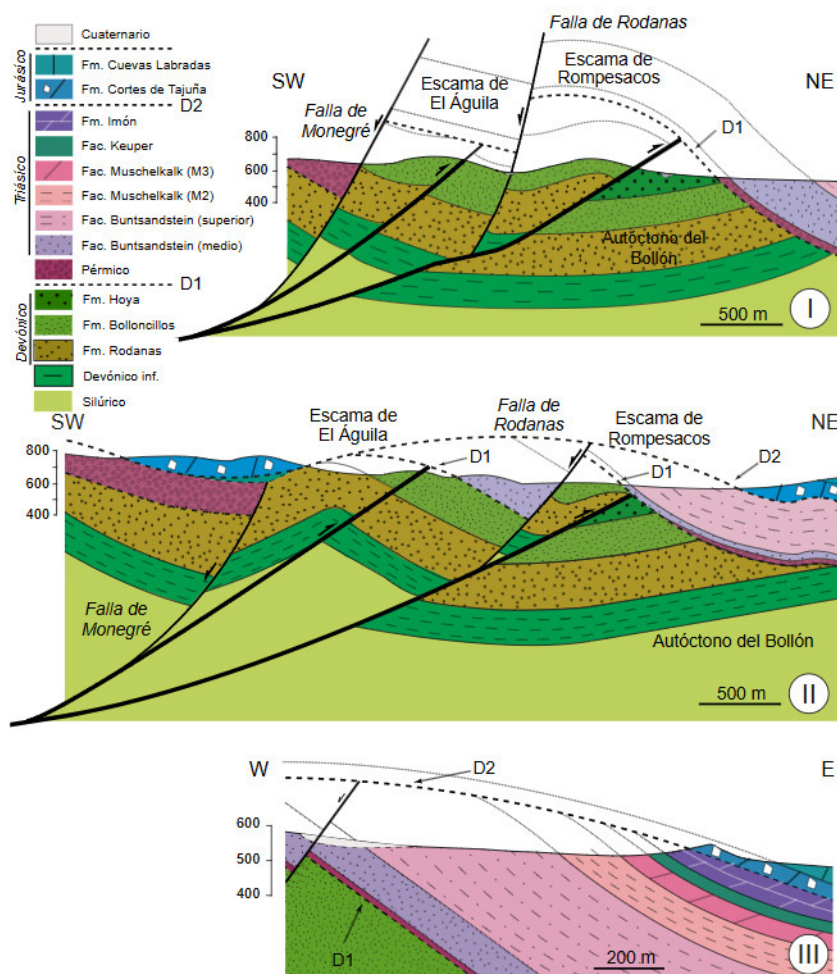 Cuaternario
Jurásico
Fm. Cuevas Labradas
Fm. Cortes de Tajuña
D2
Triásico
Fm. Imón
Fac. Keuper
Fac. Muschelkalk (M3)
Fac. Muschelkalk (M2)
Fac. Buntsandstein (superior)
Fac. Buntsandstein (medio)
Pérmico
D1
Devónico
Fm. Hoya
Fm. Bolloncillos
Fm. Rodanas
Devónico inf.
Silúrico
SW
NE
Falla de Rodanas
Escama de
Rompesacos
Escama de
El Águila
Falla de
Monegré
D1
800
600
400
Autóctono del
Bollón
500 m
I
SW
NE
Escama de
El Águila
Falla de
Rodanas
Escama de
Rompesacos
D1
D1
D2
800
600
400
Falla de
Monegré
Autóctono del Bollón
500 m
II
W
E
D2
600
500
400
D1
200 m
III